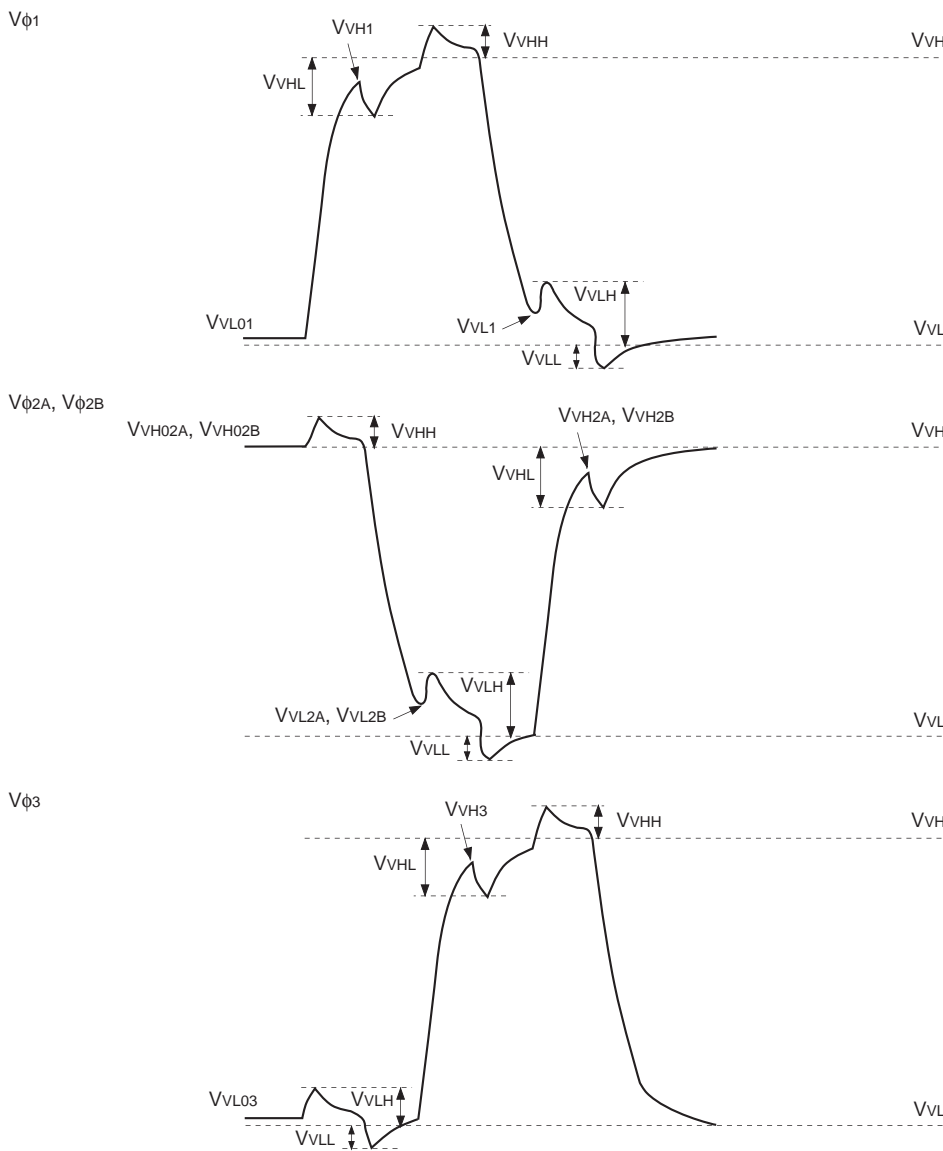 Vϕ1
VVH1
VVHH
VVH
VVHL
VVLH
VVL01
VVL1
VVL
VVLL
Vϕ2A, Vϕ2B
VVH02A, VVH02B
VVHH
VVH2A, VVH2B
VVH
VVHL
VVLH
VVL2A, VVL2B
VVL
VVLL
Vϕ3
VVH3
VVHH
VVH
VVHL
VVL03
VVLH
VVL
VVLL